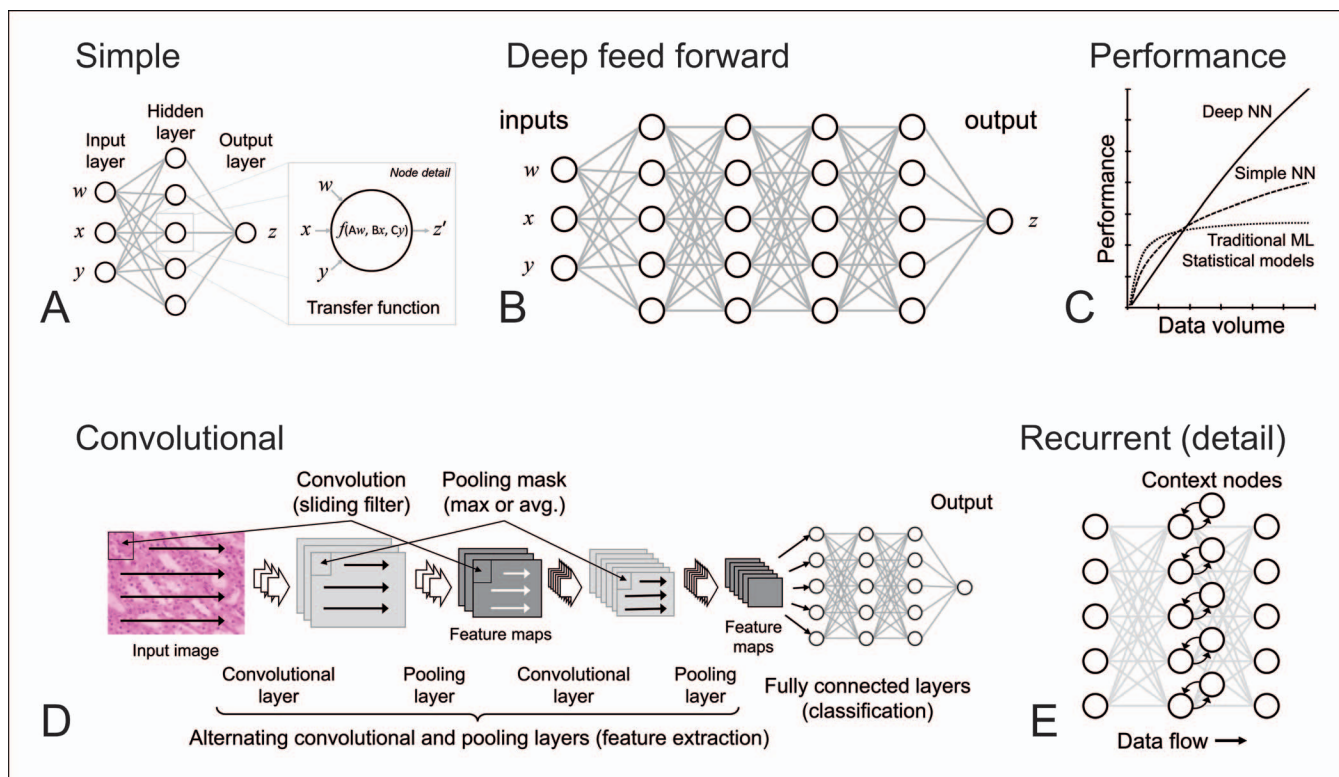 Simple
Hidden
layer
Input
layer
Output
layer
w
x
y
z
Node detail
w
x
y
f(Aw, Bx, Cy)
z'
Transfer function
A
Deep feed forward
inputs
output
w
x
y
z
B
Performance
Performance
Deep NN
Simple NN
Traditional ML
Statistical models
Data volume
C
Convolutional
Convolution
(sliding filter)
Pooling mask
(max or avg.)
Output
Input image
Feature maps
Feature
maps
Convolutional
layer
Pooling
layer
Convolutional
layer
Pooling
layer
Fully connected layers
(classification)
Alternating convolutional and pooling layers (feature extraction)
D
Recurrent (detail)
Context nodes
Data flow
E